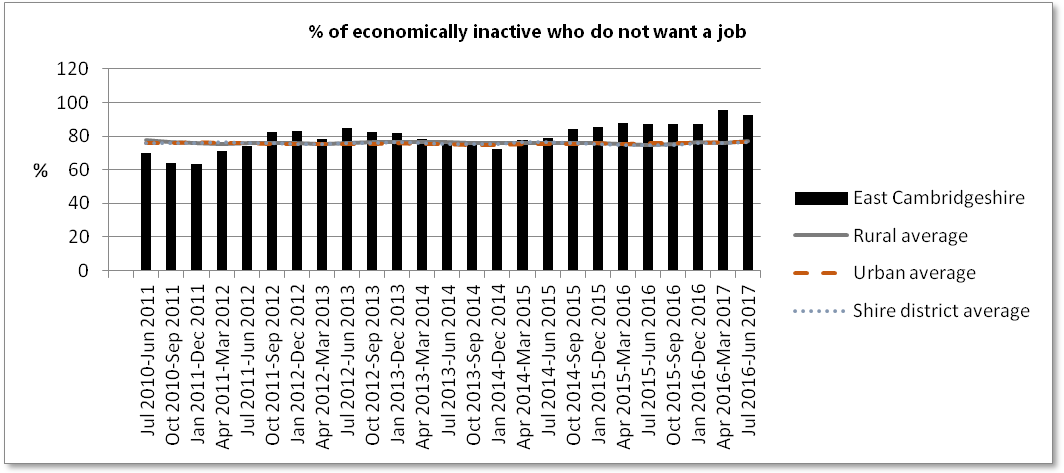 % of economically inactive who do not want a job
120
100
80
60
40
20
0
%
Jul 2010-Jun 2011
Oct 2010-Sep 2011
Jan 2011-Dec 2011
Apr 2011-Mar 2012
Jul 2011-Jun 2012
Oct 2011-Sep 2012
Jan 2012-Dec 2012
Apr 2012-Mar 2013
Jul 2012-Jun 2013
Oct 2012-Sep 2013
Jan 2013-Dec 2013
Apr 2013-Mar 2014
Jul 2013-Jun 2014
Oct 2013-Sep 2014
Jan 2014-Dec 2014
Apr 2014-Mar 2015
Jul 2014-Jun 2015
Oct 2014-Sep 2015
Jan 2015-Dec 2015
Apr 2015-Mar 2016
Jul 2015-Jun 2016
Oct 2015-Sep 2016
Jan 2016-Dec 2016
Apr 2016-Mar 2017
Jul 2016-Jun 2017
East Cambridgeshire
Rural average
Urban average
Shire district average